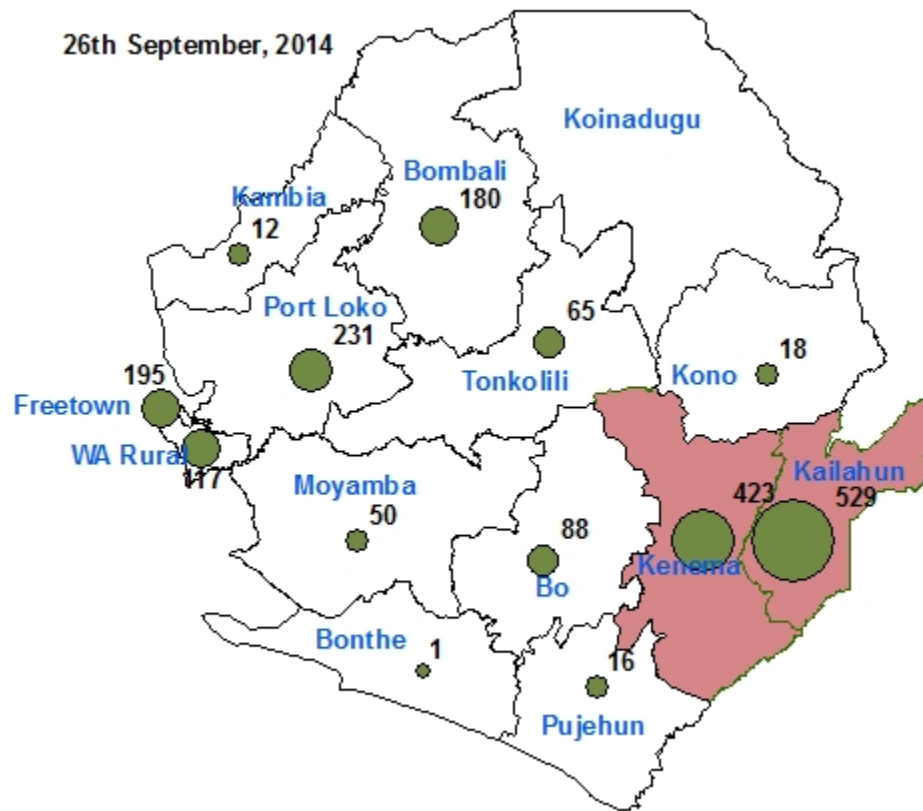 26th September, 2014
Koinadugu
Bombali
180
Kambia
12
Port Loko
231
65
Tonkolili
18
Kono
195
Freetown
WA Rural
117
Moyamba
50
88
Bo
423
Kenema
Kailahun
529
Bonthe
1
16
Pujehun